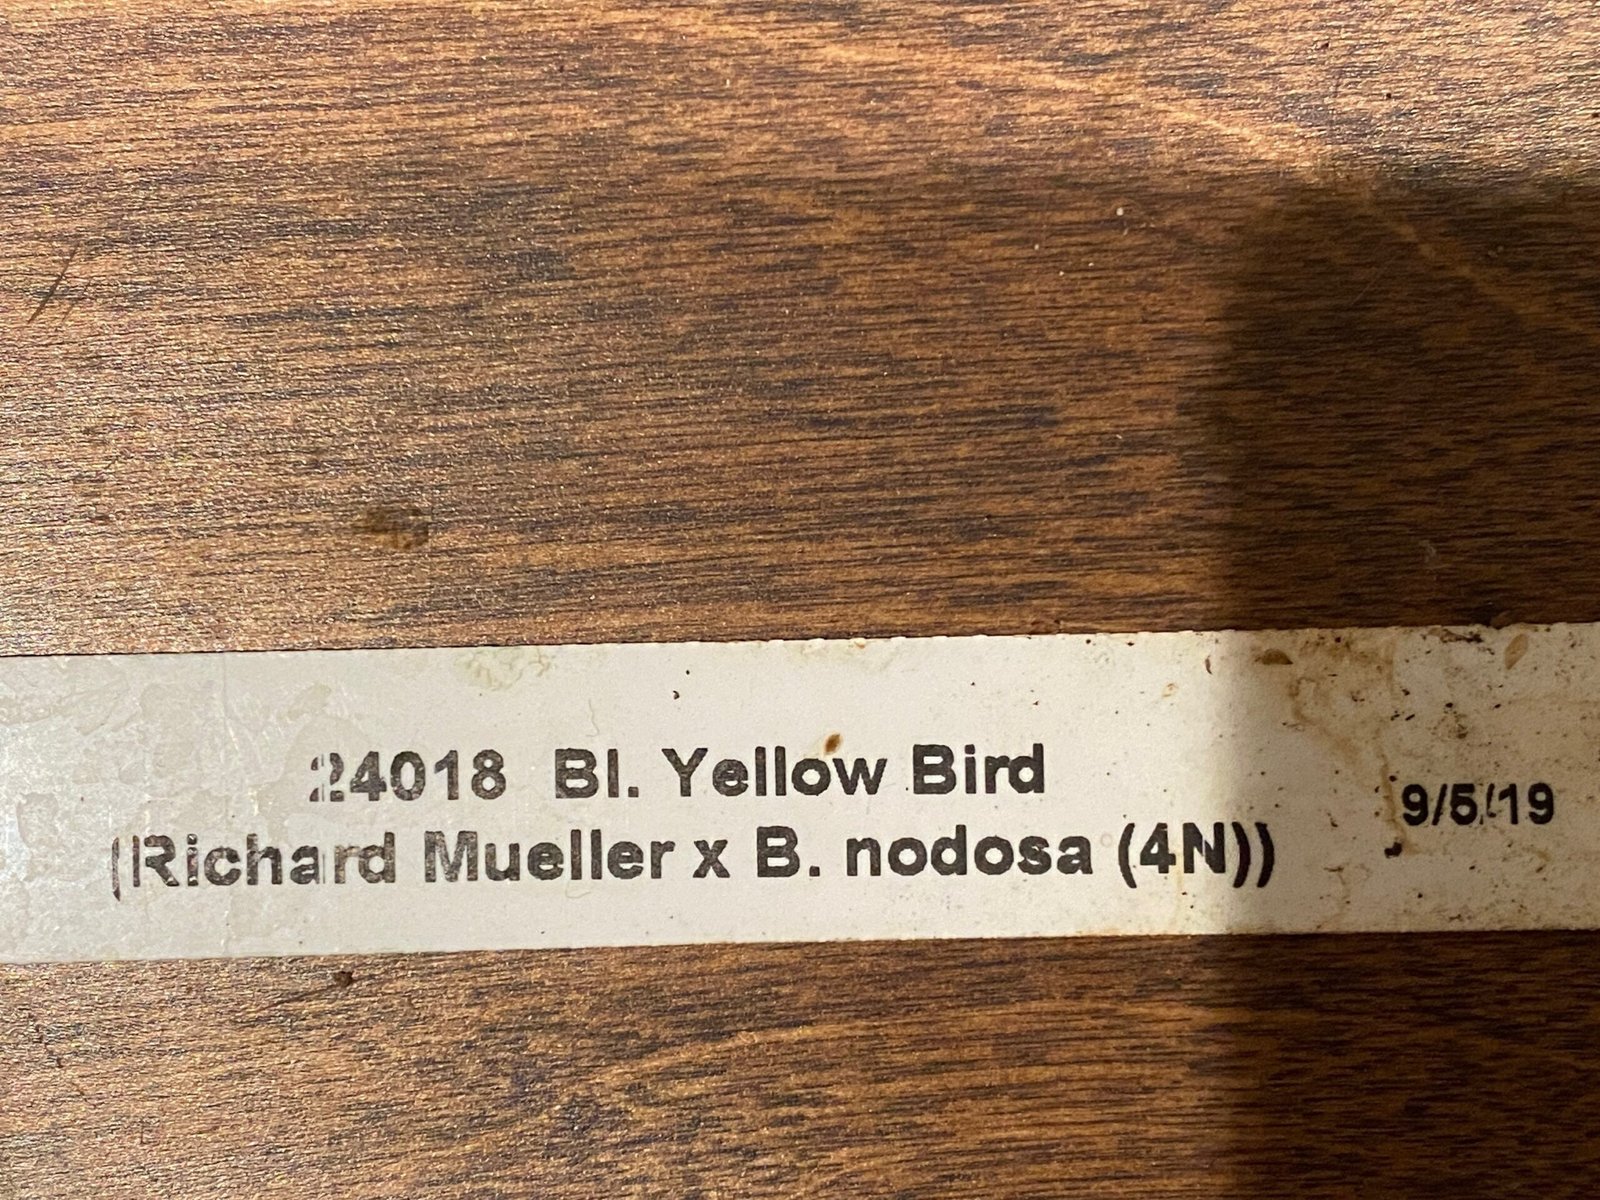 24018 Bl. Yellow Bird
(Richard Mueller x B. nodosa (4N))
9/5/19